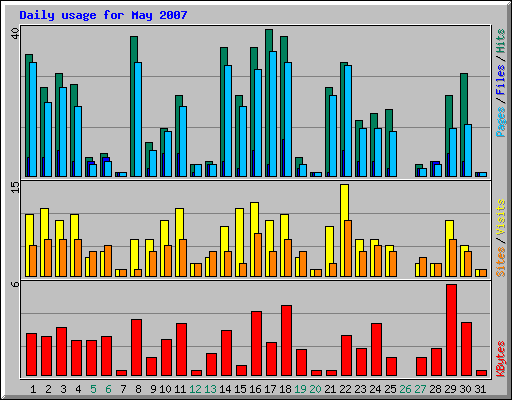 Daily usage for May 2007
40
Pages/Files/Hits
15
Sites/Visits
6
KBytes
1 2 3 4 5 6 7 8 9 10 11 12 13 14 15 16 17 18 19 20 21 22 23 24 25 26 27 28 29 30 31